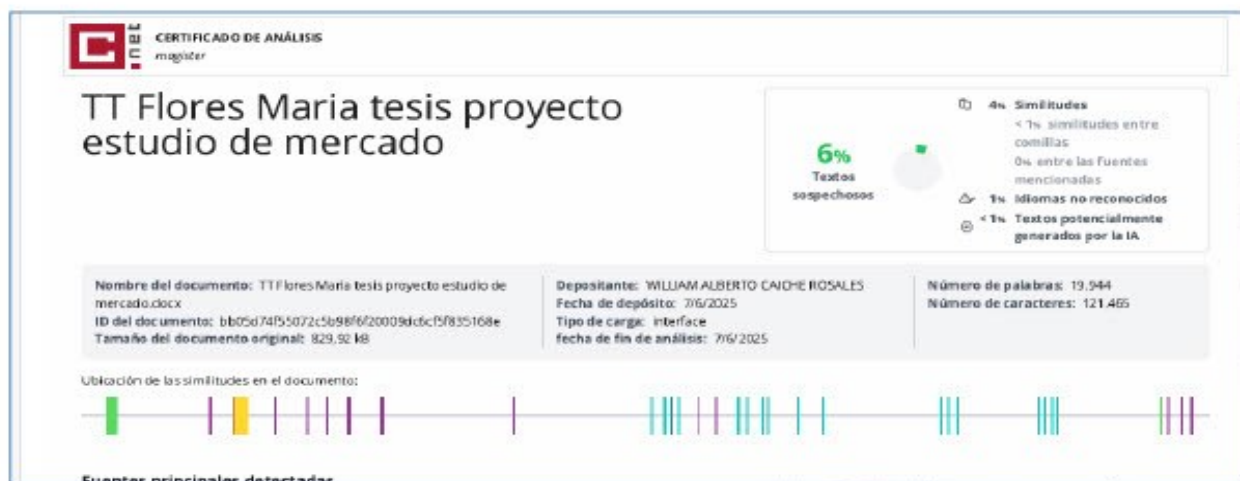 net
CERTIFICADO DE ANÁLISIS
magister
TT Flores Maria tesis proyecto
estudio de mercado
6%
Textos
sospechosos
4% Similitudes
< 1% similitudes entre
comillas
0% entre las fuentes
mencionadas
1% Idiomas no reconocidos
< 1% Textos potencialmente
generados por la IA
Nombre del documento: TT Flores Maria tesis proyecto estudio de
mercado.docx
ID del documento: bb05d74f55072c5b98f6f20009dc6cf5f835168e
Tamaño del documento original: 829,92 kB
Depositante: WILLIAM ALBERTO CAICHE ROSALES
Fecha de depósito: 7/6/2025
Tipo de carga: interface
fecha de fin de análisis: 7/6/2025
Número de palabras: 19.944
Número de caracteres: 121.465
Ubicación de las similitudes en el documento:
Fuentes principales detectadas